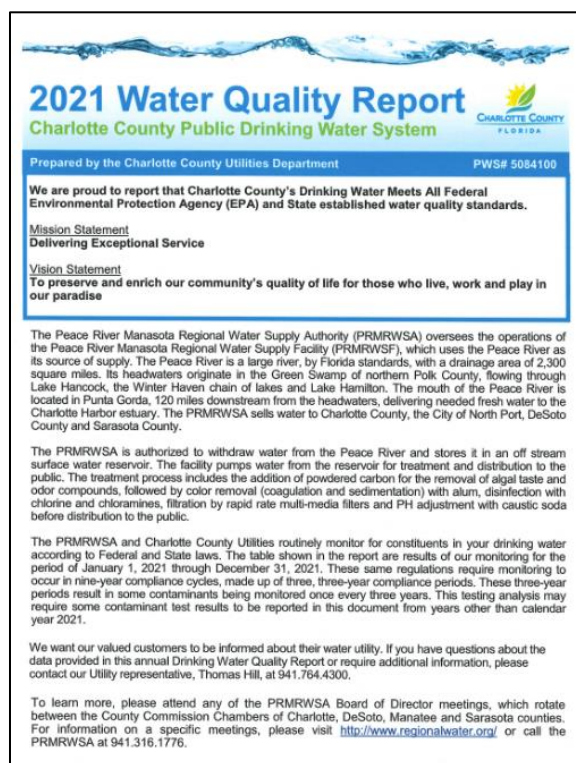 2021 Water Quality Report
Charlotte County Public Drinking Water System
CHARLOTTE COUNTY
FLORIDA
Prepared by the Charlotte County Utilities Department PWS# 5084100
We are proud to report that Charlotte County's Drinking Water Meets All Federal
Environmental Protection Agency (EPA) and State established water quality standards.
Mission Statement
Delivering Exceptional Service
Vision Statement
To preserve and enrich our community's quality of life for those who live, work and play in
our paradise
The Peace River Manasota Regional Water Supply Authority (PRMRWSA) oversees the operations of
the Peace River Manasota Regional Water Supply Facility (PRMRWSF), which uses the Peace River as
its source of supply. The Peace River is a large river, by Florida standards, with a drainage area of 2,300
square miles. Its headwaters originate in the Green Swamp of northern Polk County, flowing through
Lake Hancock, the Winter Haven chain of lakes and Lake Hamilton. The mouth of the Peace River is
located in Punta Gorda, 120 miles downstream from the headwaters, delivering needed fresh water to the
Charlotte Harbor estuary. The PRMRWSA sells water to Charlotte County, the City of North Port, DeSoto
County and Sarasota County.
The PRMRWSA is authorized to withdraw water from the Peace River and stores it in an off stream
surface water reservoir. The facility pumps water from the reservoir for treatment and distribution to the
public. The treatment process includes the addition of powdered carbon for the removal of algal taste and
odor compounds, followed by color removal (coagulation and sedimentation) with alum, disinfection with
chlorine and chloramines, filtration by rapid rate multi-media filters and PH adjustment with caustic soda
before distribution to the public.
The PRMRWSA and Charlotte County Utilities routinely monitor for constituents in your drinking water
according to Federal and State laws. The table shown in the report are results of our monitoring for the
period of January 1, 2021 through December 31, 2021. These same regulations require monitoring to
occur in nine-year compliance cycles, made up of three, three-year compliance periods. These three-year
periods result in some contaminants being monitored once every three years. This testing analysis may
require some contaminant test results to be reported in this document from years other than calendar
year 2021.
We want our valued customers to be informed about their water utility. If you have questions about the
data provided in this annual Drinking Water Quality Report or require additional information, please
contact our Utility representative, Thomas Hill, at 941.764.4300.
To learn more, please attend any of the PRMRWSA Board of Director meetings, which rotate
between the County Commission Chambers of Charlotte, DeSoto, Manatee and Sarasota counties.
For information on a specific meetings, please visit http://www.regionalwater.org/ or call the
PRMRWSA at 941.316.1776.